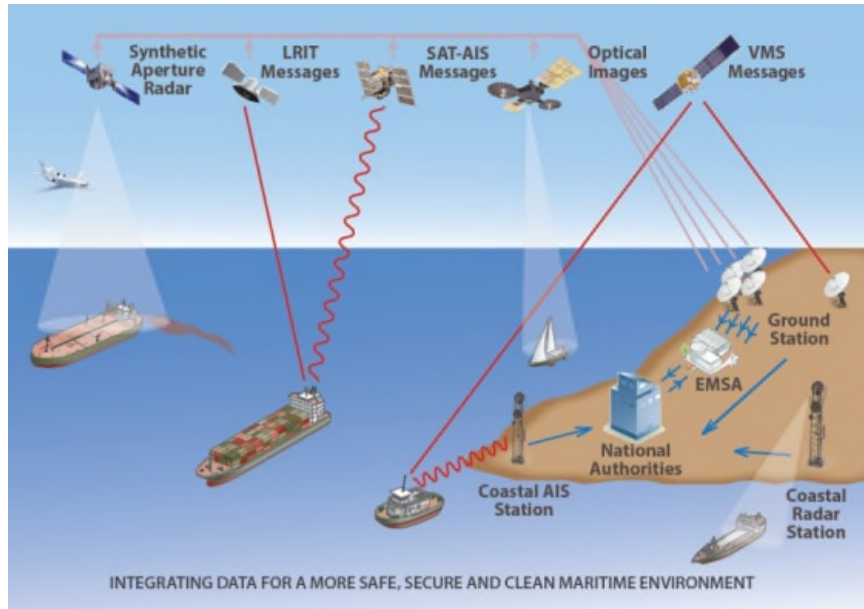 Synthetic
Aperture
Radar
LRIT
Messages
SAT-AIS
Messages
Optical
Images
VMS
Messages
Ground
Station
EMSA
National
Authorities
Coastal AIS
Station
Coastal
Radar
Station
INTEGRATING DATA FOR A MORE SAFE, SECURE AND CLEAN MARITIME ENVIRONMENT